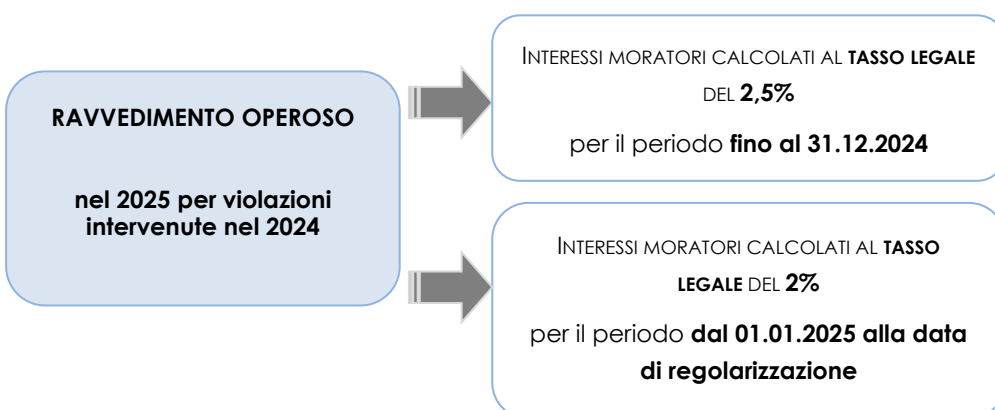 RAVVEDIMENTO OPEROSO
nel 2025 per violazioni
intervenute nel 2024
INTERESSI MORATORI CALCOLATI AL TASSO LEGALE
DEL 2,5%
per il periodo fino al 31.12.2024
INTERESSI MORATORI CALCOLATI AL TASSO
LEGALE DEL 2%
per il periodo dal 01.01.2025 alla data
di regolarizzazione